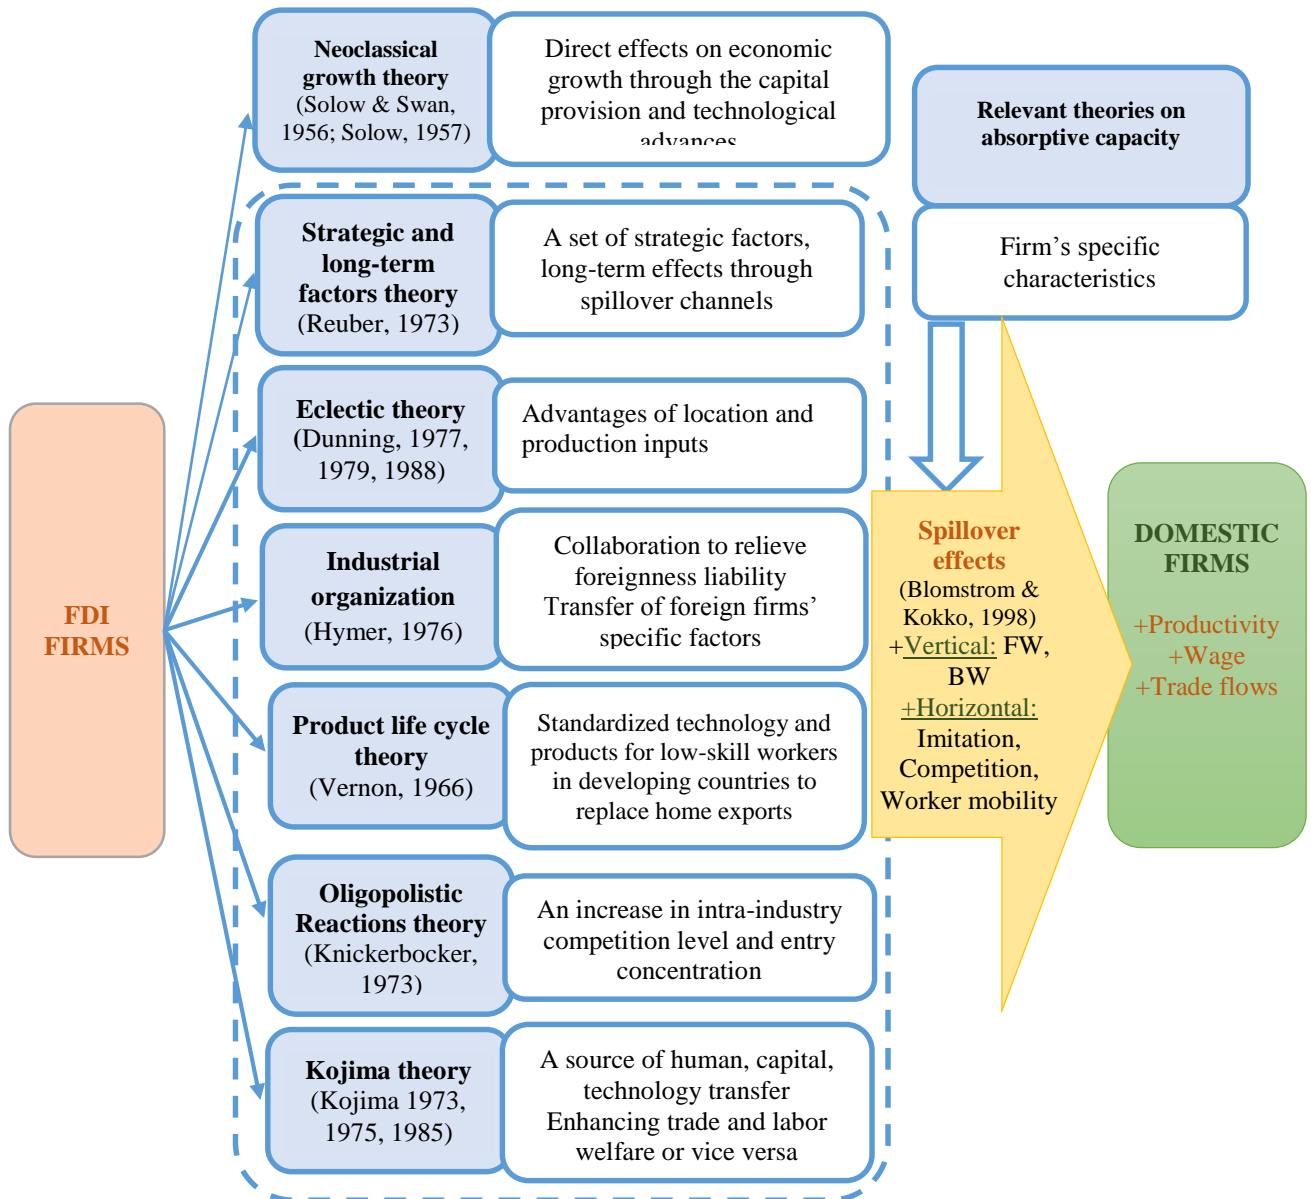 FDI
FIRMS
Neoclassical
growth theory
(Solow & Swan,
1956; Solow, 1957)
Direct effects on economic
growth through the capital
provision and technological
advances
Strategic and
long-term
factors theory
(Reuber, 1973)
A set of strategic factors,
long-term effects through
spillover channels
Eclectic theory
(Dunning, 1977,
1979, 1988)
Advantages of location and
production inputs
Industrial
organization
(Hymer, 1976)
Collaboration to relieve
foreignness liability
Transfer of foreign firms’
specific factors
Product life cycle
theory
(Vernon, 1966)
Standardized technology and
products for low-skill workers
in developing countries to
replace home exports
Oligopolistic
Reactions theory
(Knickerbocker,
1973)
An increase in intra-industry
competition level and entry
concentration
Kojima theory
(Kojima 1973,
1975, 1985)
A source of human, capital,
technology transfer
Enhancing trade and labor
welfare or vice versa
Relevant theories on
absorptive capacity
Firm’s specific
characteristics
Spillover
effects
(Blomstrom &
Kokko, 1998)
+Vertical: FW,
BW
+Horizontal:
Imitation,
Competition,
Worker mobility
DOMESTIC
FIRMS
+Productivity
+Wage
+Trade flows